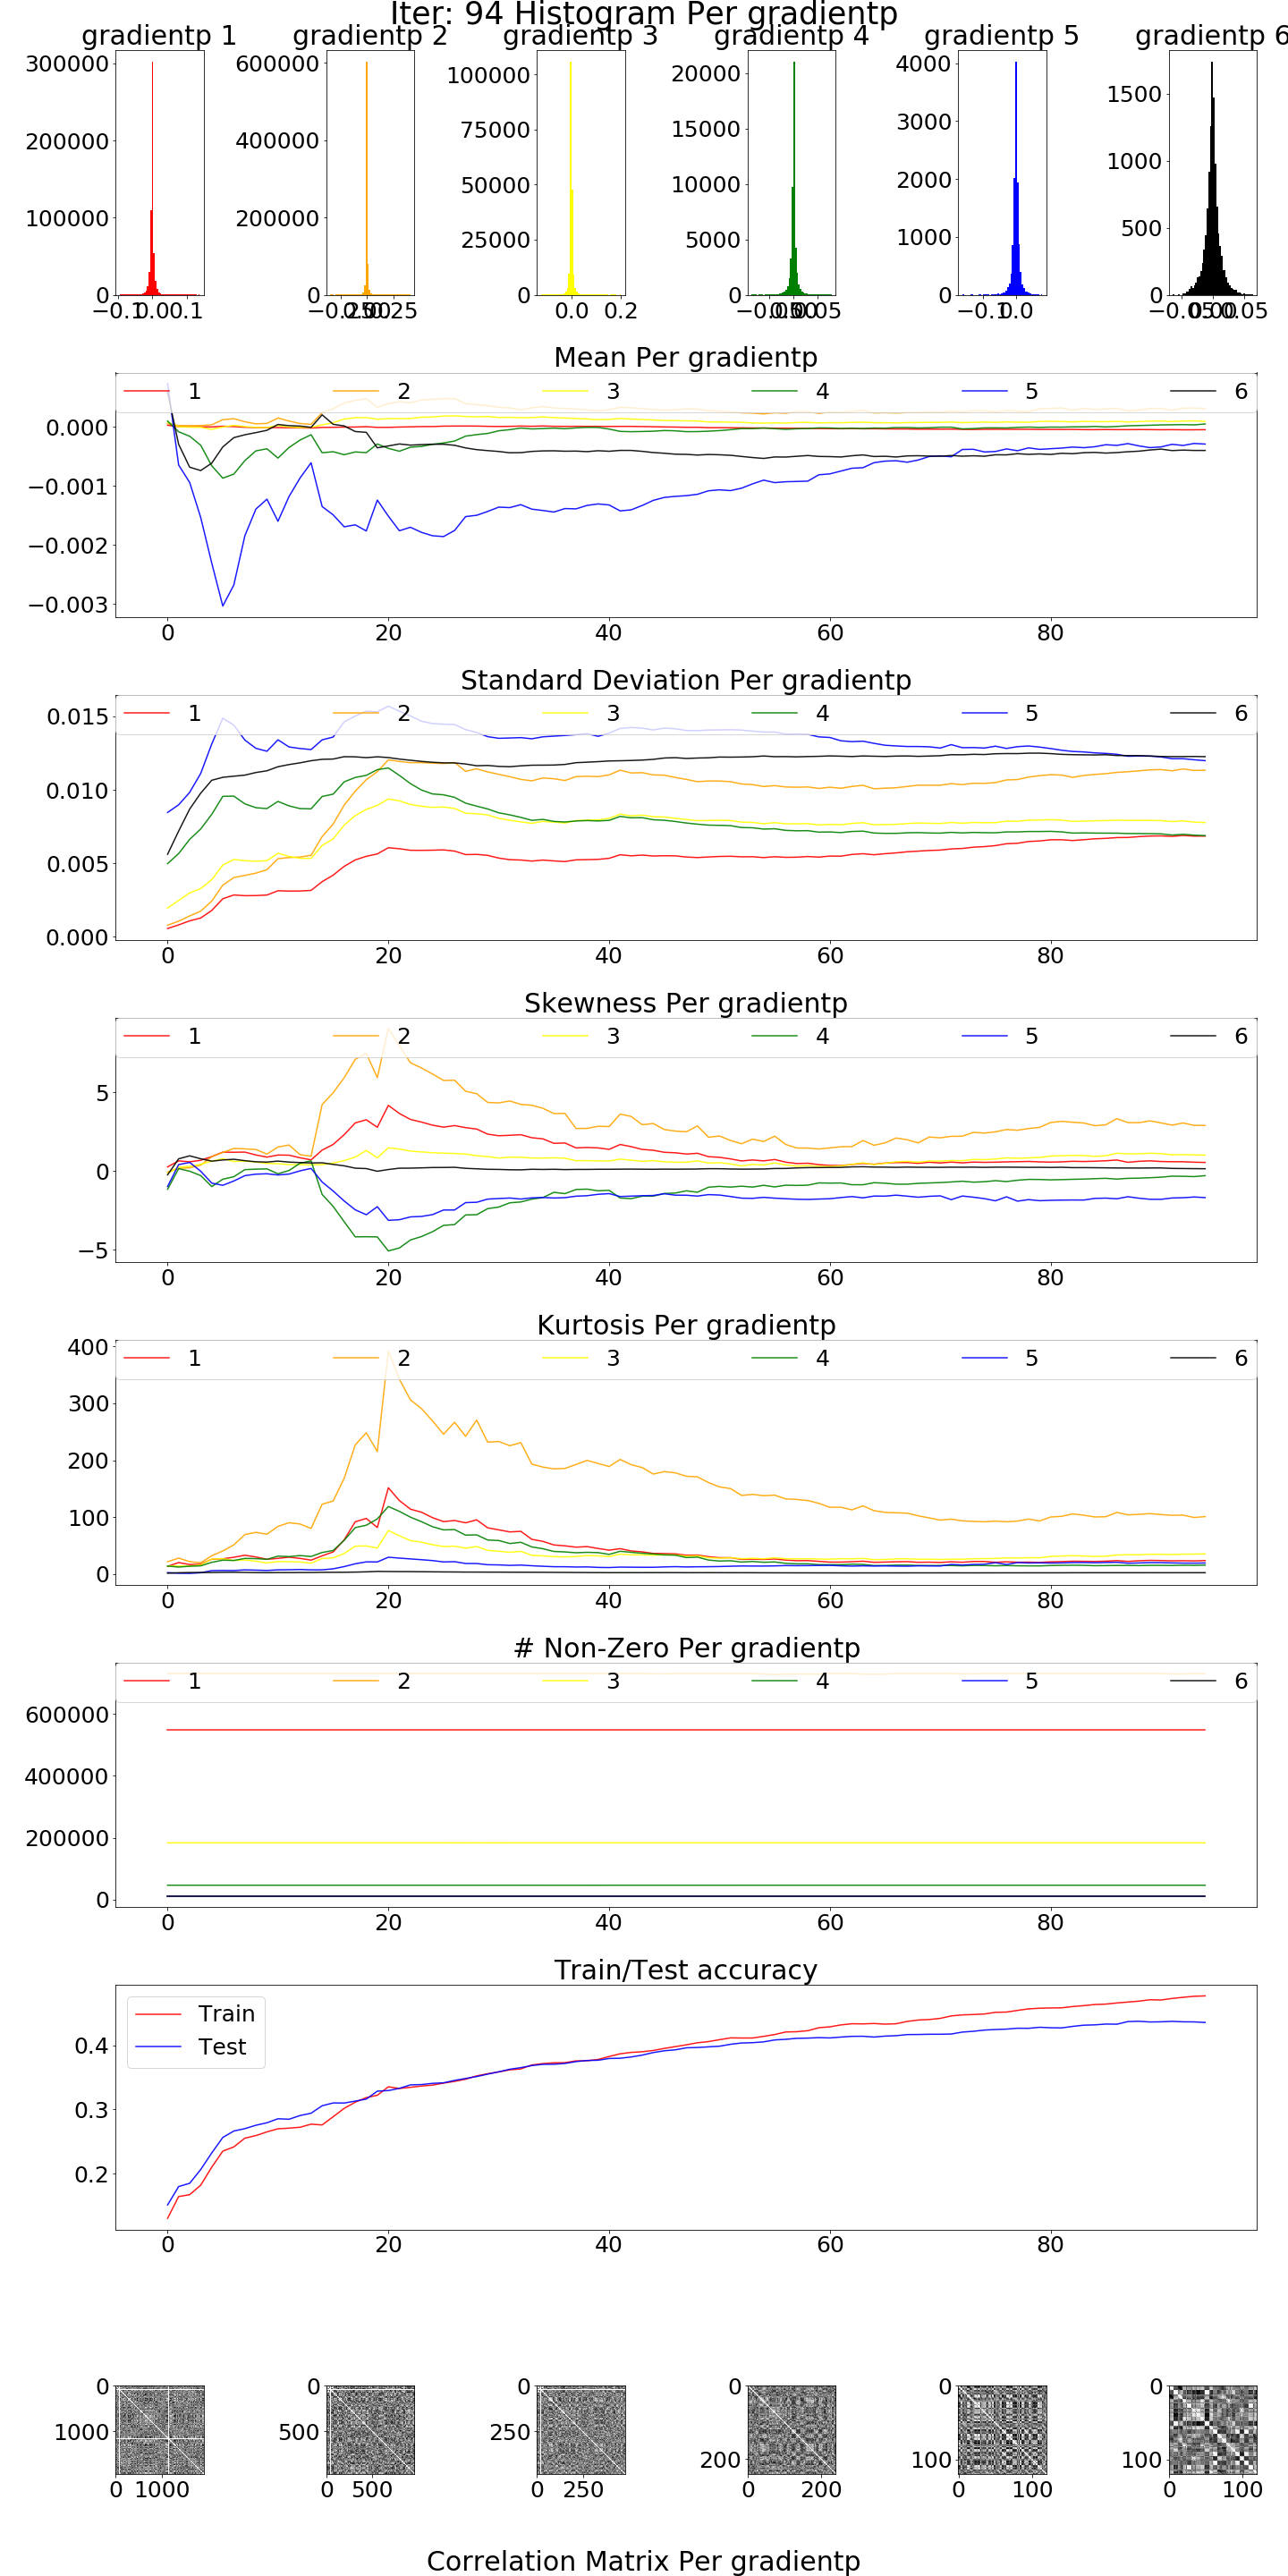 Iter: 94 Histogram Per gradientp
gradientp 1 gradientp 2 gradientp 3 gradientp 4 gradientp 5 gradientp 6
300000 600000 100000 20000 4000 1500
200000 400000 75000 15000 3000 1000
100000 200000 50000 10000 2000 500
25000 5000 1000
0 0 0 0 0 0
0.0 0.2
Mean Per gradientp
1 2 3 4 5 6
0.000
−0.001
−0.002
−0.003
0 20 40 60 80
Standard Deviation Per gradientp
1 2 3 4 5 6
0.015
0.010
0.005
0.000
0 20 40 60 80
Skewness Per gradientp
1 2 3 4 5 6
5
0
−5
0 20 40 60 80
Kurtosis Per gradientp
1 2 3 4 5 6
400
300
200
100
0
0 20 40 60 80
# Non-Zero Per gradientp
1 2 3 4 5 6
600000
400000
200000
0
0 20 40 60 80
Train/Test accuracy
Train
Test
0.4
0.3
0.2
0 20 40 60 80
0 0 0 0 0 0
1000 500 250 200 100 100
0 1000 0 500 0 250 0 200 0 100 0 100
Correlation Matrix Per gradientp